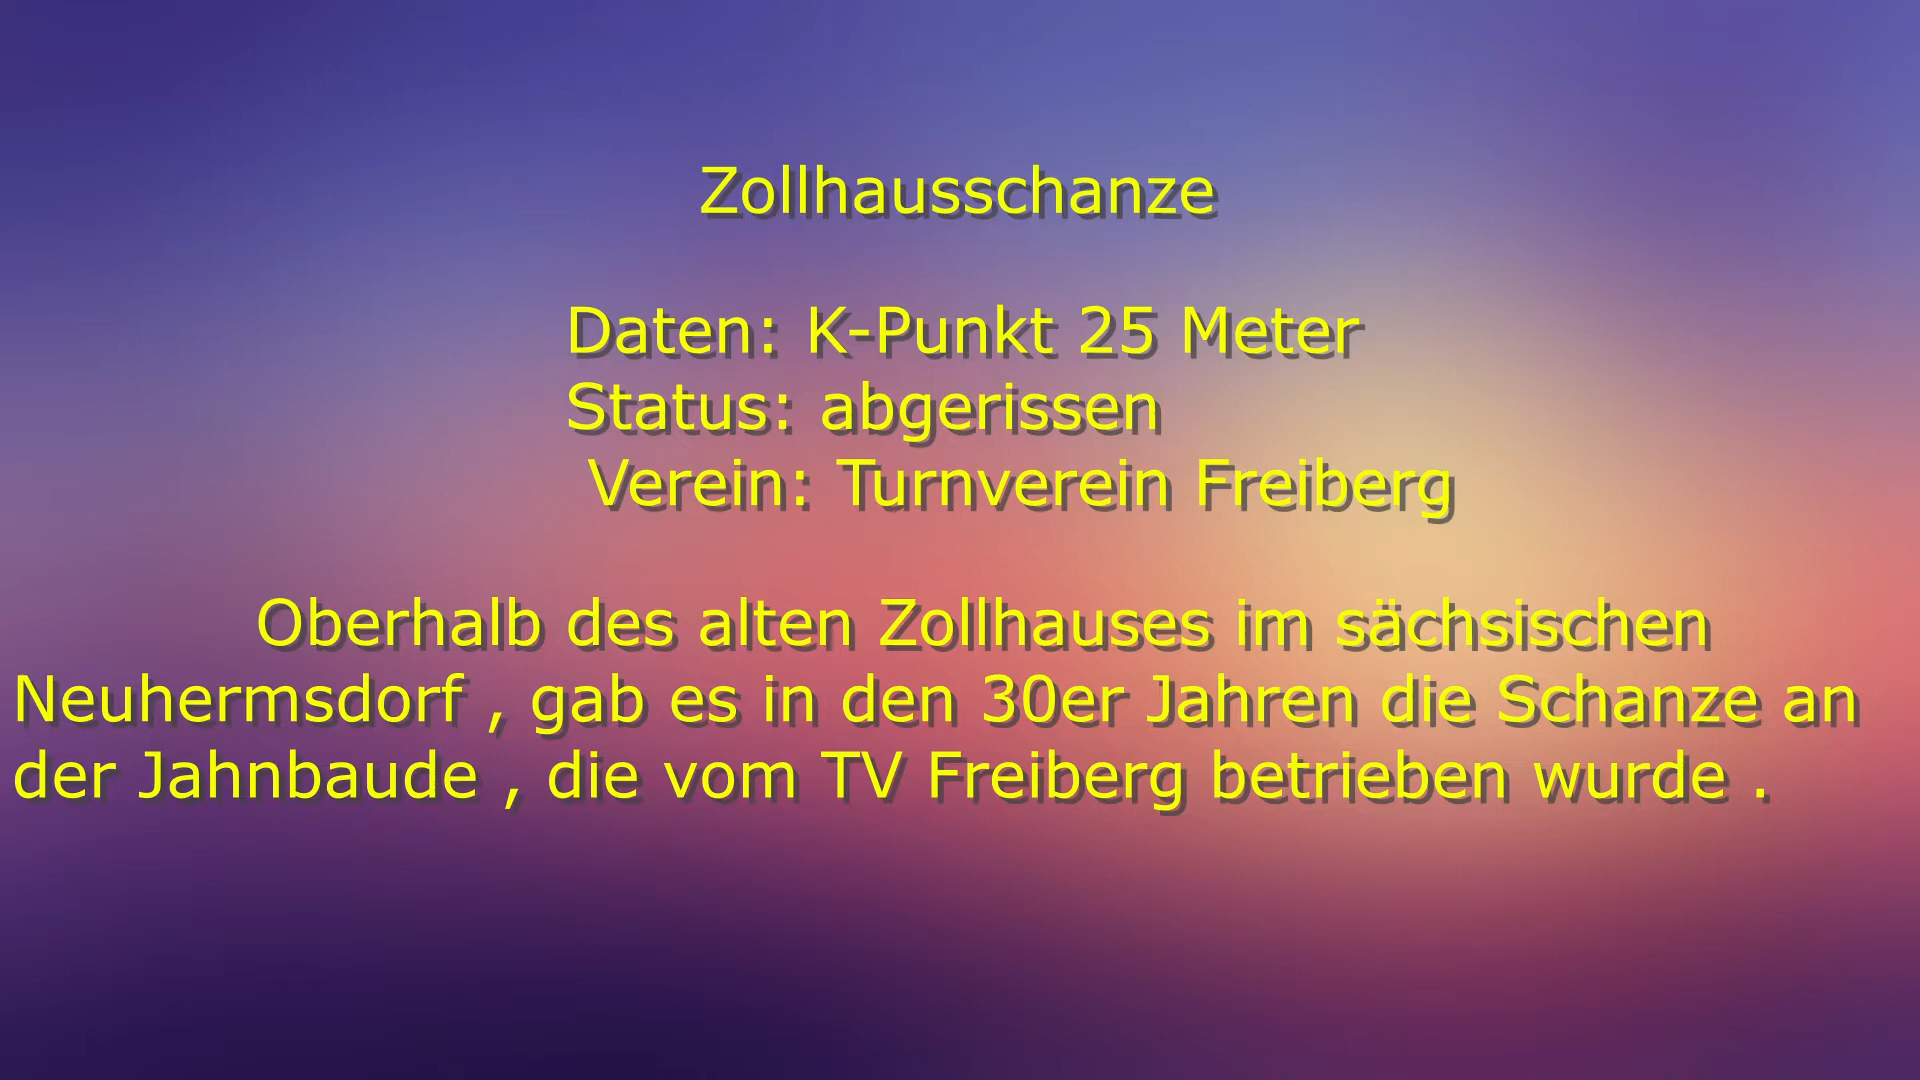 Zollhausschanze
Daten: K-Punkt 25 Meter
Status: abgerissen
Verein: Turnverein Freiberg
Oberhalb des alten Zollhauses im sächsischen
Neuhermsdorf , gab es in den 30er Jahren die Schanze an
der Jahnbaude , die vom TV Freiberg betrieben wurde .